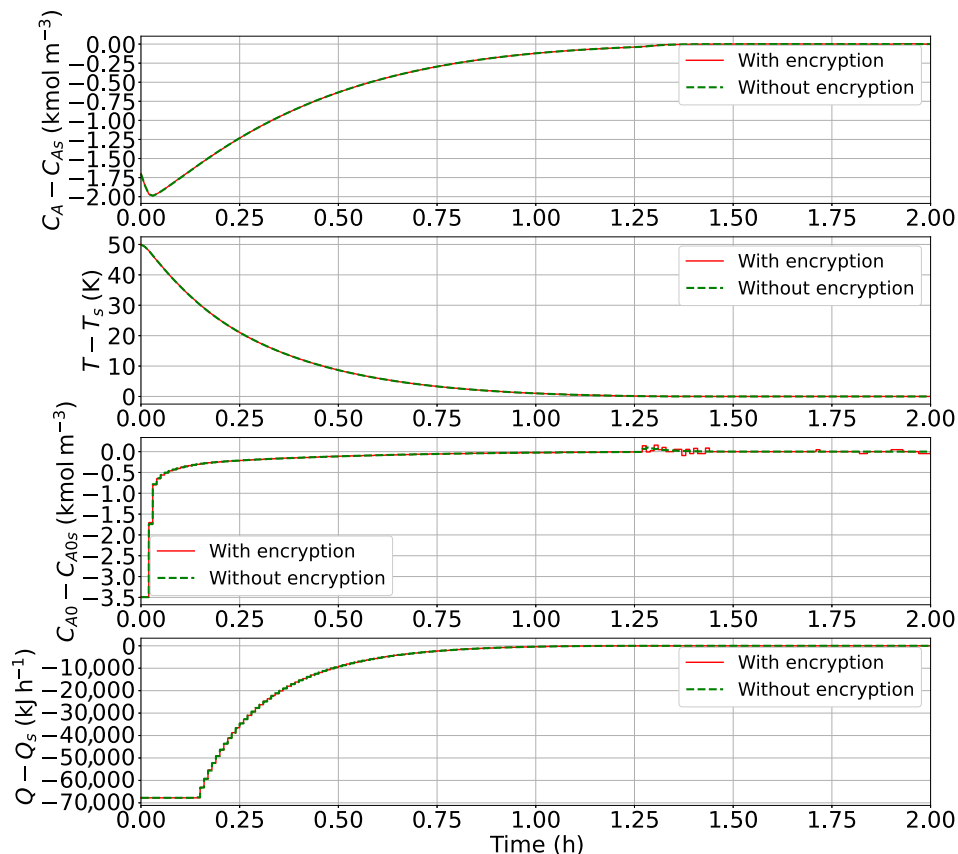 0.00
−0.25
−0.50
−0.75
−1.00
−1.25
−1.50
−1.75
−2.00
C_A − C_{As} (kmol m^{−3})
With encryption
Without encryption
0.00 0.25 0.50 0.75 1.00 1.25 1.50 1.75 2.00
50
40
30
20
10
0
T − T_s (K)
With encryption
Without encryption
0.00 0.25 0.50 0.75 1.00 1.25 1.50 1.75 2.00
0.0
−0.5
−1.0
−1.5
−2.0
−2.5
−3.0
−3.5
C_{A0} − C_{A0s} (kmol m^{−3})
With encryption
Without encryption
0.00 0.25 0.50 0.75 1.00 1.25 1.50 1.75 2.00
0
−10,000
−20,000
−30,000
−40,000
−50,000
−60,000
−70,000
Q − Q_s (kJ h^{−1})
With encryption
Without encryption
0.00 0.25 0.50 0.75 1.00 1.25 1.50 1.75 2.00
Time (h)